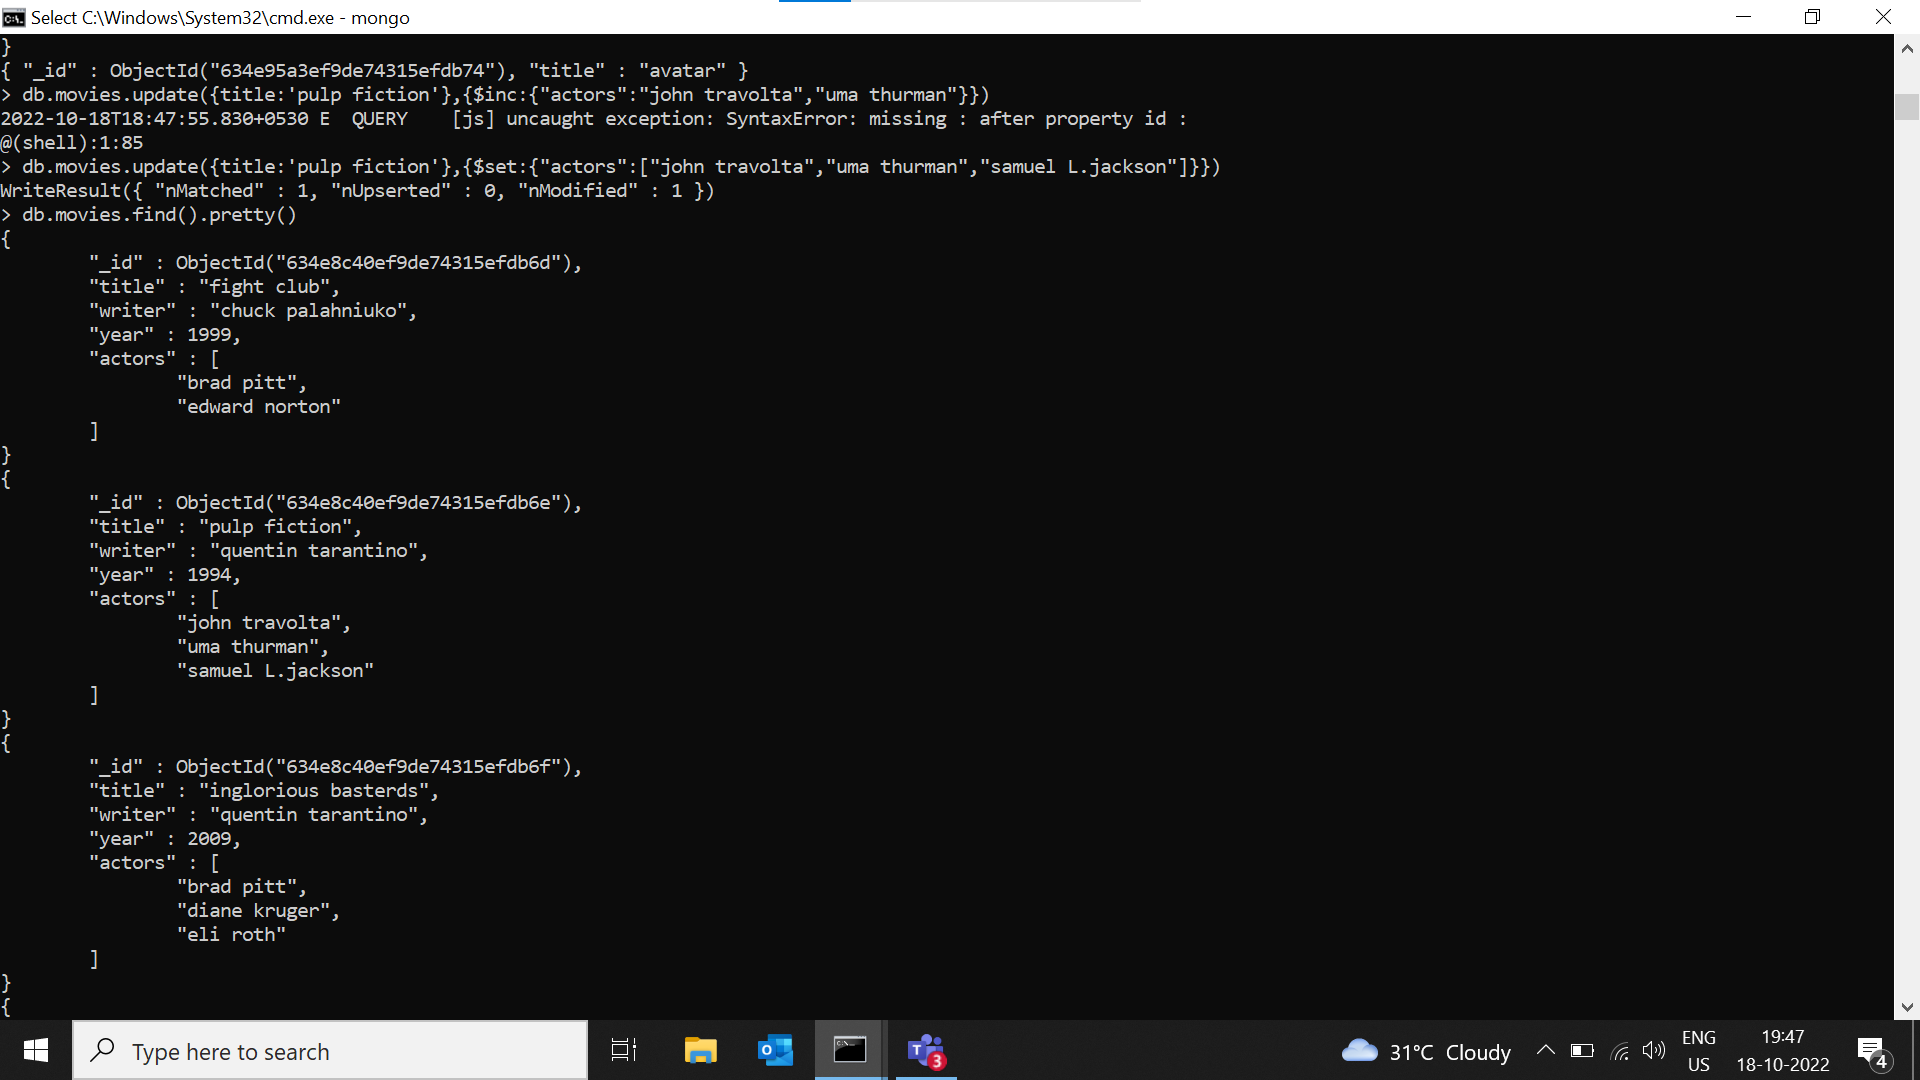 Select C:\Windows\System32\cmd.exe - mongo
}
{ "_id" : ObjectId("634e95a3ef9de74315efdb74"), "title" : "avatar" }
> db.movies.update({title:'pulp fiction'},{$inc:{"actors":"john travolta","uma thurman"}})
2022-10-18T18:47:55.830+0530 E  QUERY    [js] uncaught exception: SyntaxError: missing : after property id :
@(shell):1:85
> db.movies.update({title:'pulp fiction'},{$set:{"actors":["john travolta","uma thurman","samuel L.jackson"]}})
WriteResult({ "nMatched" : 1, "nUpserted" : 0, "nModified" : 1 })
> db.movies.find().pretty()
{
        "_id" : ObjectId("634e8c40ef9de74315efdb6d"),
        "title" : "fight club",
        "writer" : "chuck palahniuko",
        "year" : 1999,
        "actors" : [
                "brad pitt",
                "edward norton"
        ]
}
{
        "_id" : ObjectId("634e8c40ef9de74315efdb6e"),
        "title" : "pulp fiction",
        "writer" : "quentin tarantino",
        "year" : 1994,
        "actors" : [
                "john travolta",
                "uma thurman",
                "samuel L.jackson"
        ]
}
{
        "_id" : ObjectId("634e8c40ef9de74315efdb6f"),
        "title" : "inglorious basterds",
        "writer" : "quentin tarantino",
        "year" : 2009,
        "actors" : [
                "brad pitt",
                "diane kruger",
                "eli roth"
        ]
}
{
Type here to search
3
31°C Cloudy
ENG
US
19:47
18-10-2022
4